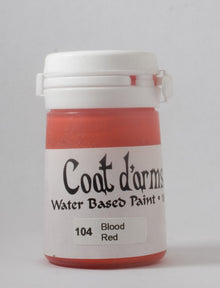 Coat d'arms
Water Based Paint •
104 Blood
Red